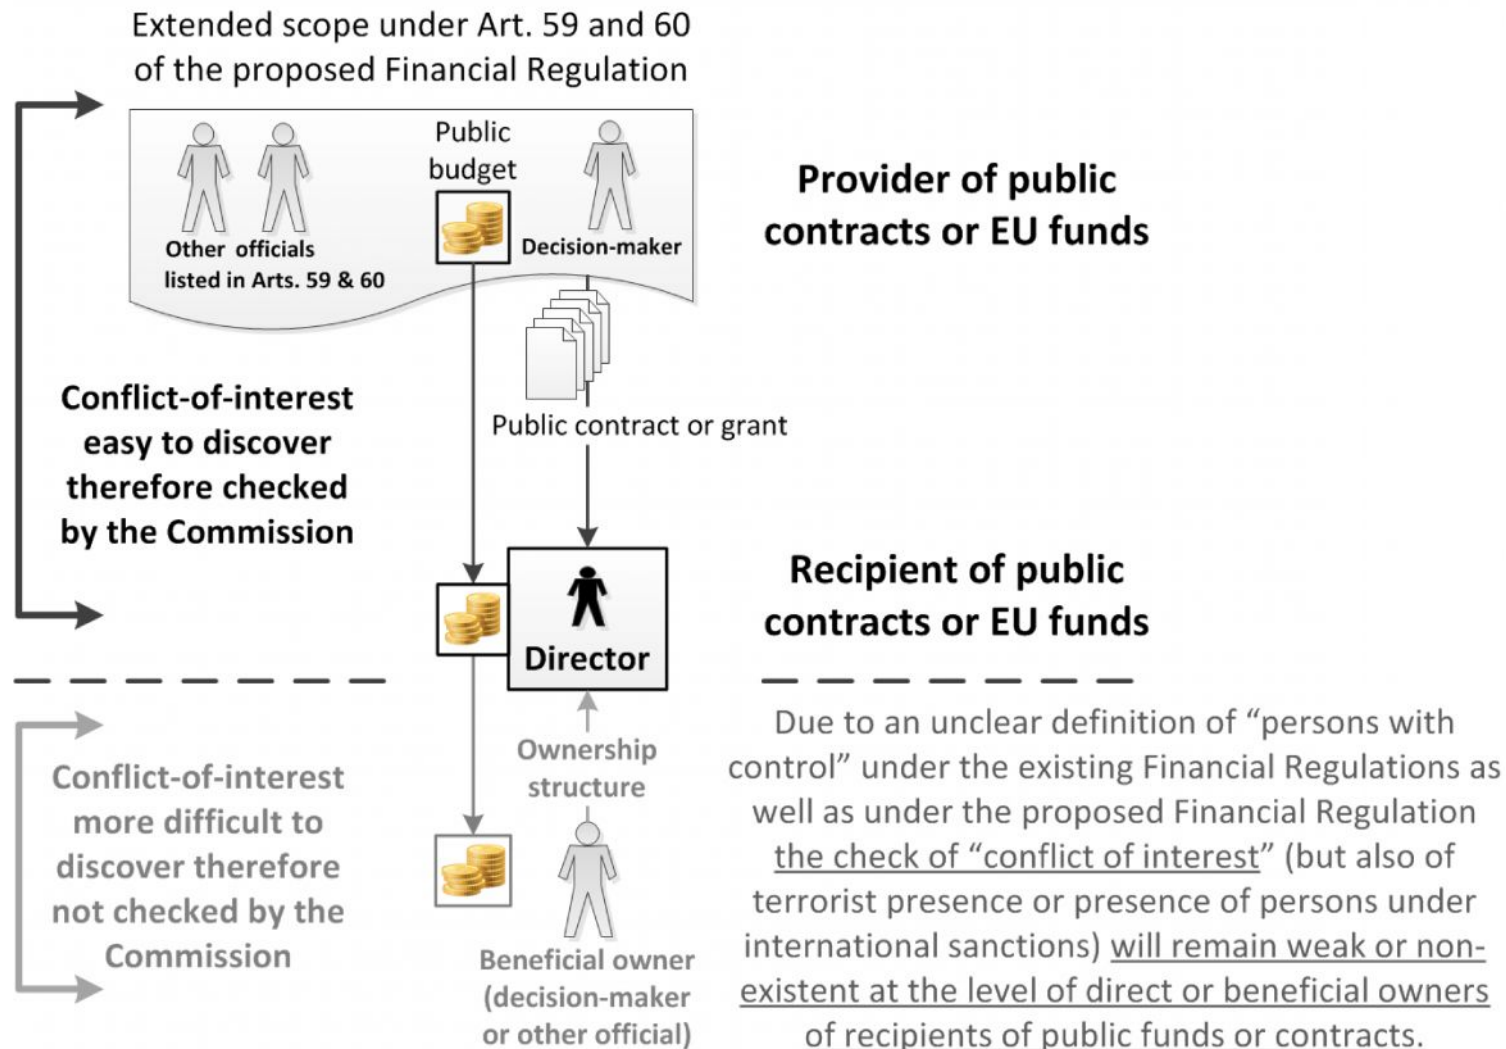 Extended scope under Art. 59 and 60
of the proposed Financial Regulation
Public
budget
Other officials
listed in Arts. 59 & 60
Decision-maker
Provider of public
contracts or EU funds
Conflict-of-interest
easy to discover
therefore checked
by the Commission
Public contract or grant
Director
Recipient of public
contracts or EU funds
Conflict-of-interest
more difficult to
discover therefore
not checked by the
Commission
Ownership
structure
Beneficial owner
(decision-maker
or other official)
Due to an unclear definition of “persons with
control” under the existing Financial Regulations as
well as under the proposed Financial Regulation
the check of “conflict of interest” (but also of
terrorist presence or presence of persons under
international sanctions) will remain weak or non-
existent at the level of direct or beneficial owners
of recipients of public funds or contracts.